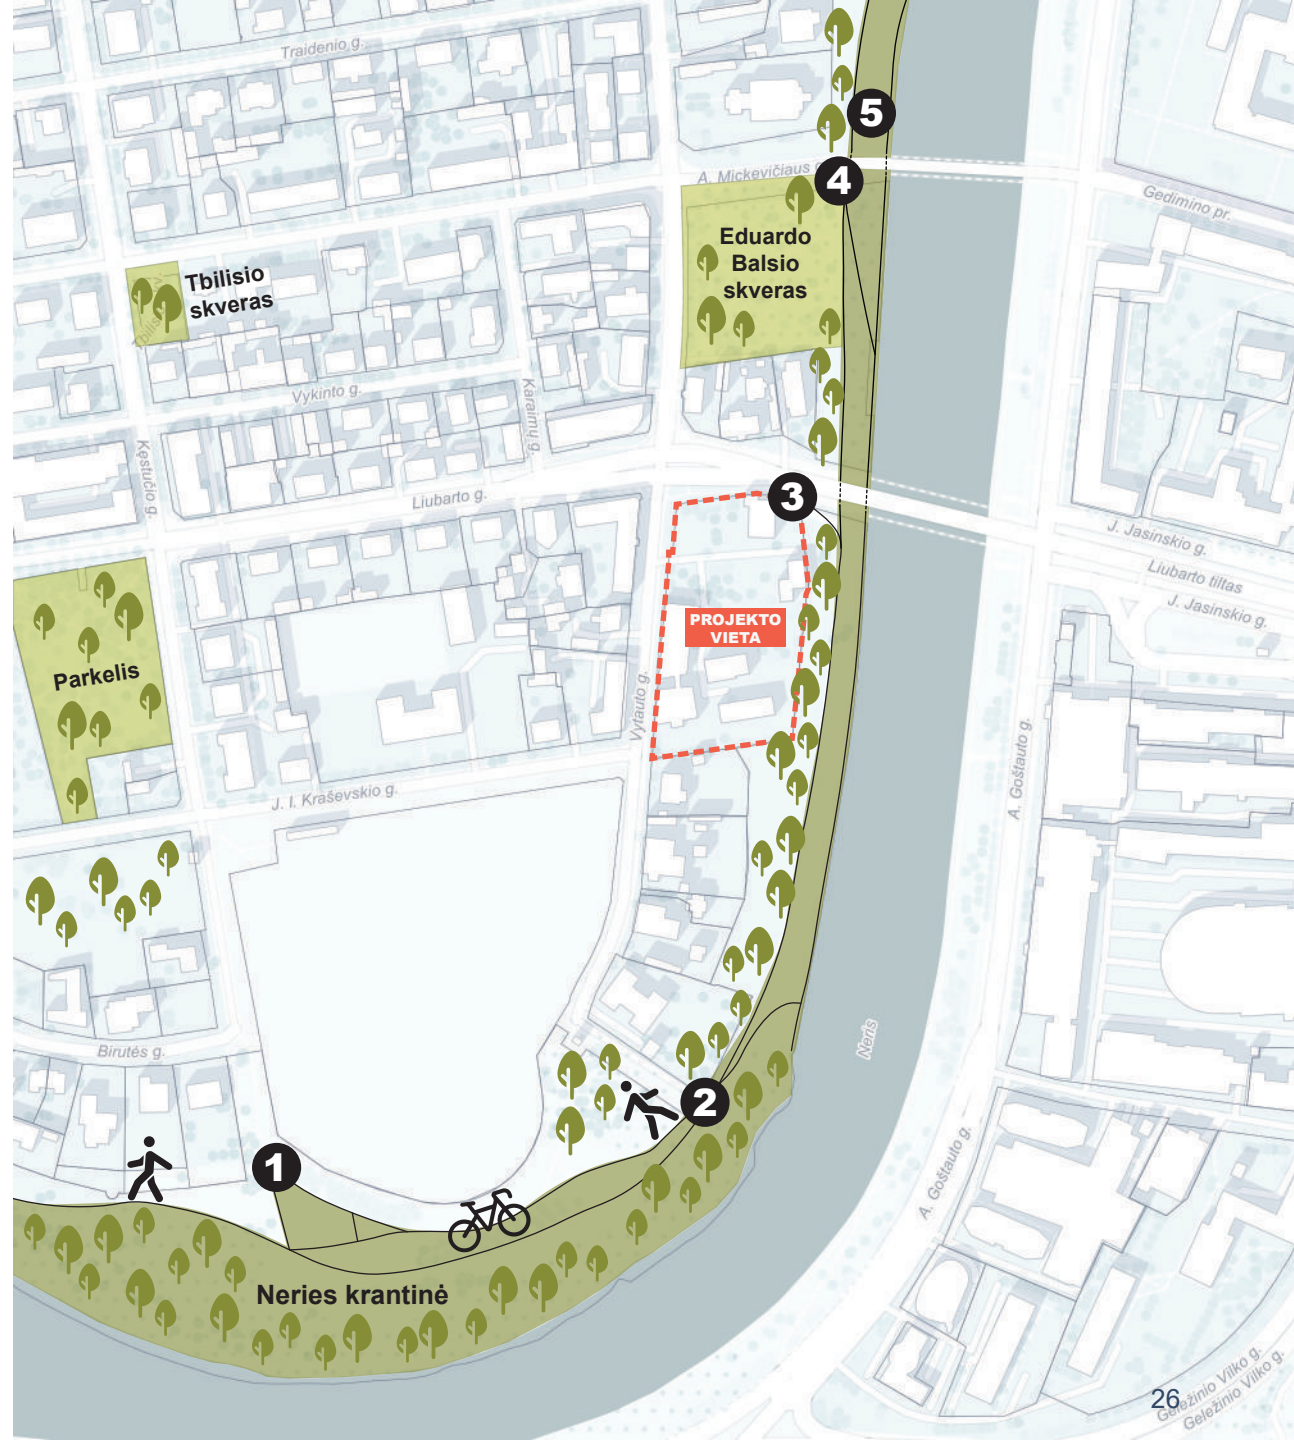 Traidenio g.
5
A. Mickevičiaus
4
Gedimino pr.
Eduardo
Balsio
skveras
Tbilisio
skveras
Vykinto g.
Karaimų g.
Kęstučio g.
Liubarto g.
3
J. Jasinskio g.
Liubarto tiltas
J. Jasinskio g.
PROJEKTO
VIETA
Parkelis
Vytauto g.
A. Goštauto g.
J. I. Kraševskio g.
Neris
Birutės g.
2
1
A. Goštauto g.
Neries krantinė
Geležinio Vilko g.
Geležinio Vilko g.
26